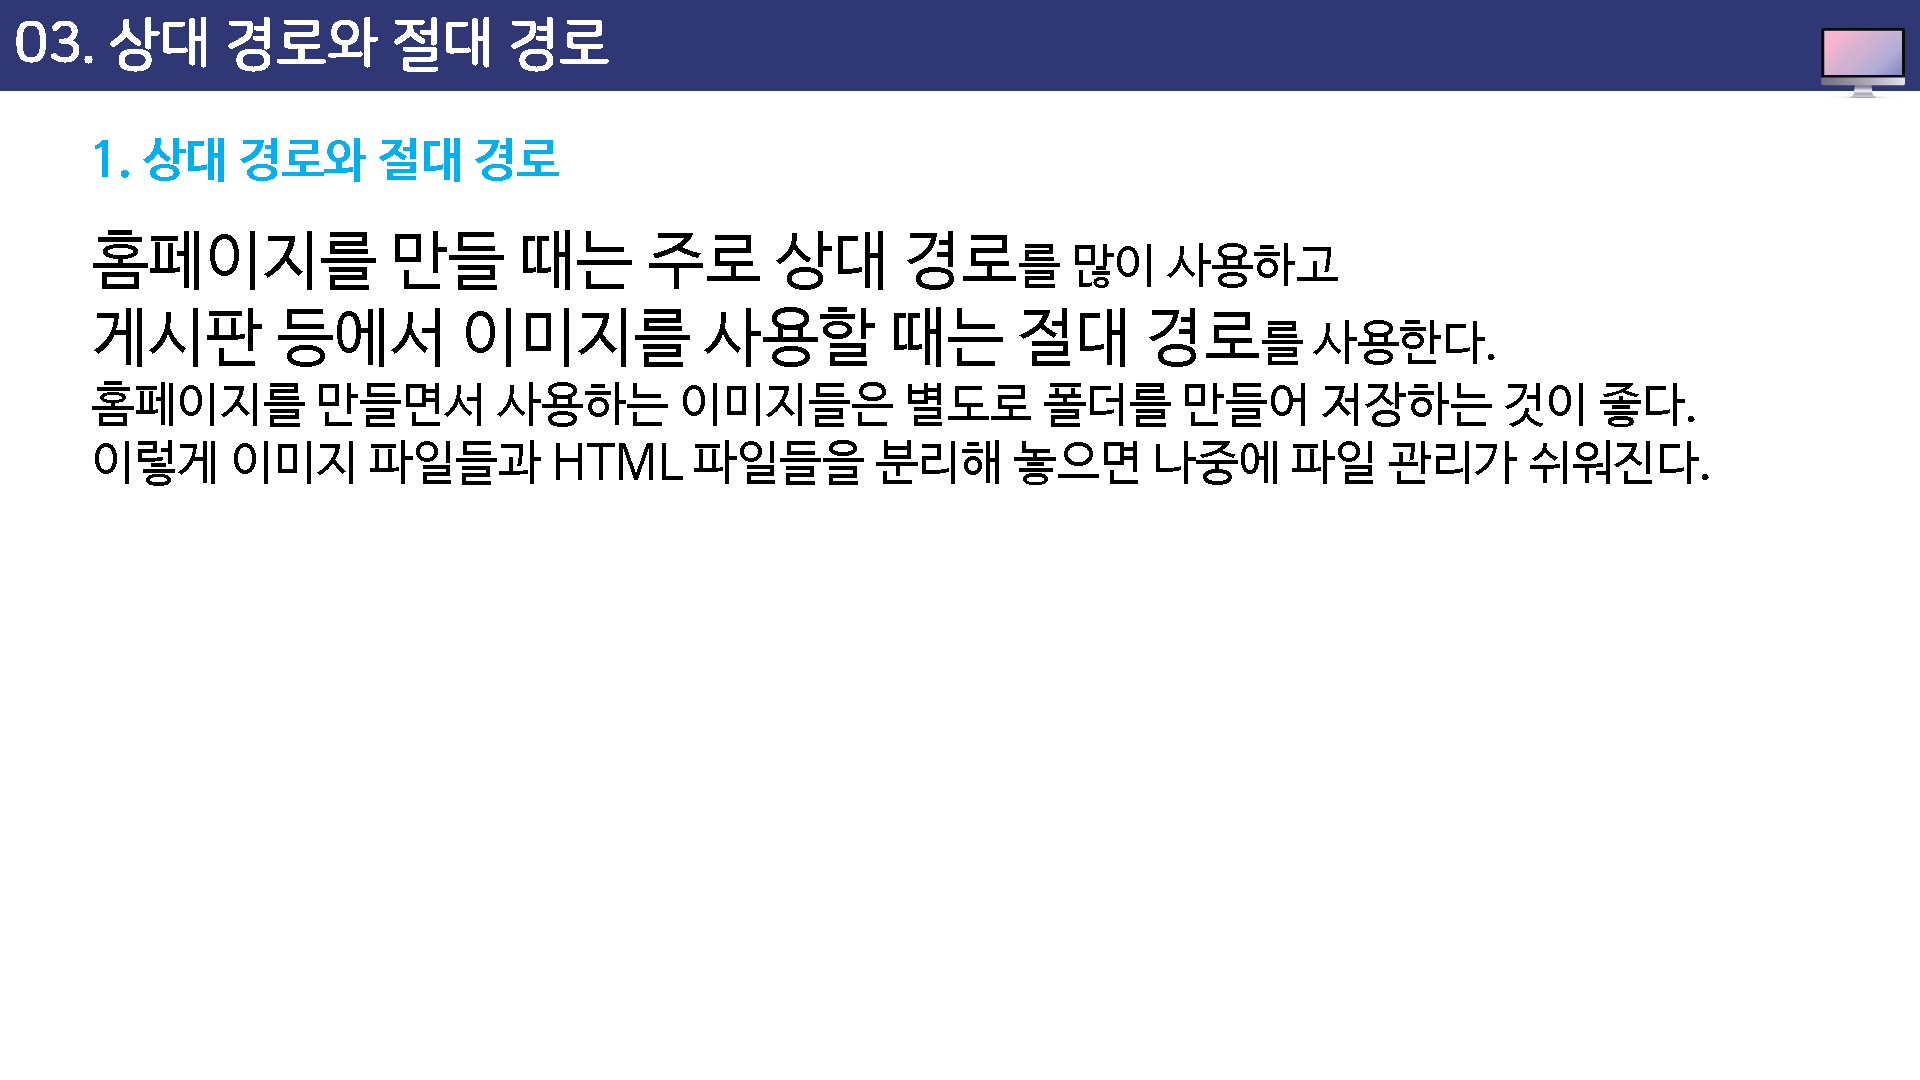 03. 상대 경로와 절대 경로
1. 상대 경로와 절대 경로
홈페이지를 만들 때는 주로 상대 경로를 많이 사용하고
게시판 등에서 이미지를 사용할 때는 절대 경로를 사용한다.
홈페이지를 만들면서 사용하는 이미지들은 별도로 폴더를 만들어 저장하는 것이 좋다.
이렇게 이미지 파일들과 HTML 파일들을 분리해 놓으면 나중에 파일 관리가 쉬워진다.